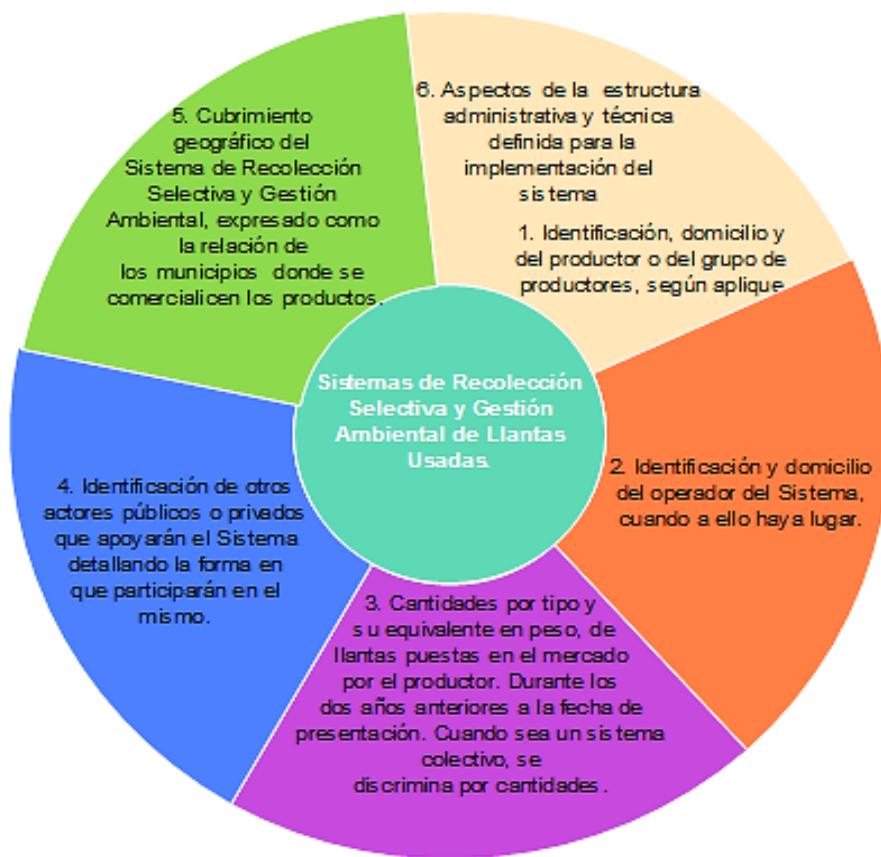 Sistemas de Recolección
Selectiva y Gestión
Ambiental de Llantas
Usadas.
1. Identificación, domicilio y
del productor o del grupo de
productores, según aplique
2. Identificación y domicilio
del operador del Sistema,
cuando a ello haya lugar.
3. Cantidades por tipo y
su equivalente en peso, de
llantas puestas en el mercado
por el productor. Durante los
dos años anteriores a la fecha de
presentación. Cuando sea un sistema
colectivo, se
discrimina por cantidades.
4. Identificación de otros
actores públicos o privados
que apoyarán el Sistema
detallando la forma en
que participarán en el
mismo.
5. Cubrimiento
geográfico del
Sistema de Recolección
Selectiva y Gestión
Ambiental, expresado como
la relación de
los municipios donde se
comercialicen los productos.
6. Aspectos de la estructura
administrativa y técnica
definida para la
implementación del
sistema